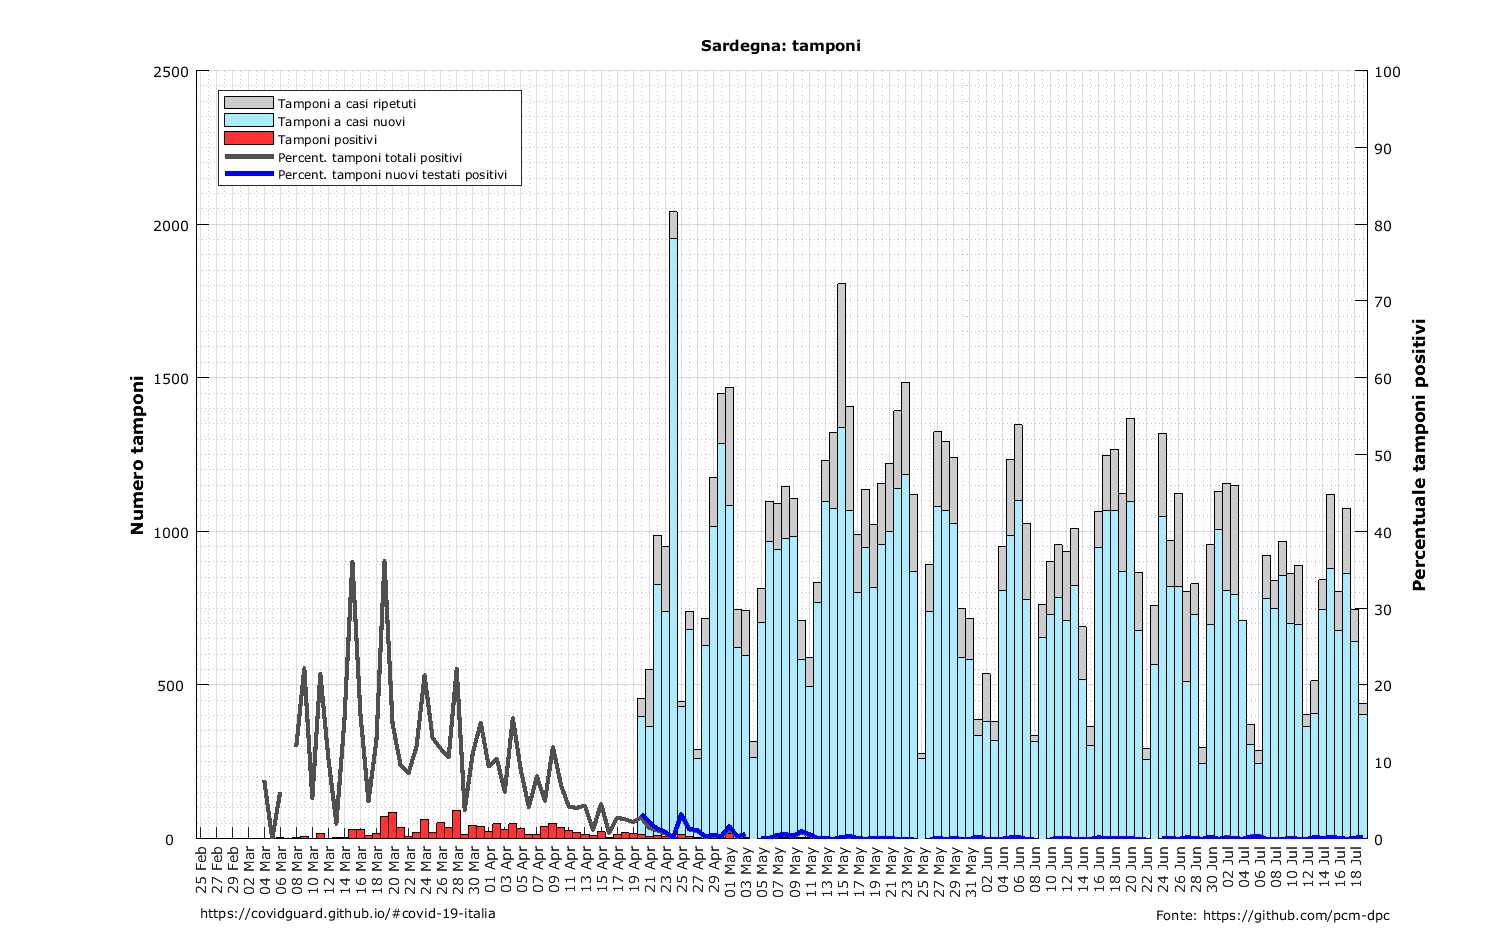 Sardegna: tamponi
2500
2000
1500
1000
500
0
Numero tamponi
Tamponi a casi ripetuti
Tamponi a casi nuovi
Tamponi positivi
Percent. tamponi totali positivi
Percent. tamponi nuovi testati positivi
100
90
80
70
60
50
40
30
20
10
0
Percentuale tamponi positivi
25 Feb
27 Feb
29 Feb
02 Mar
04 Mar
06 Mar
08 Mar
10 Mar
12 Mar
14 Mar
16 Mar
18 Mar
20 Mar
22 Mar
24 Mar
26 Mar
28 Mar
30 Mar
01 Apr
03 Apr
05 Apr
07 Apr
09 Apr
11 Apr
13 Apr
15 Apr
17 Apr
19 Apr
21 Apr
23 Apr
25 Apr
27 Apr
29 Apr
01 May
03 May
05 May
07 May
09 May
11 May
13 May
15 May
17 May
19 May
21 May
23 May
25 May
27 May
29 May
31 May
02 Jun
04 Jun
06 Jun
08 Jun
10 Jun
12 Jun
14 Jun
16 Jun
18 Jun
20 Jun
22 Jun
24 Jun
26 Jun
28 Jun
30 Jun
02 Jul
04 Jul
06 Jul
08 Jul
10 Jul
12 Jul
14 Jul
16 Jul
18 Jul
https://covidguard.github.io/#covid-19-italia
Fonte: https://github.com/pcm-dpc